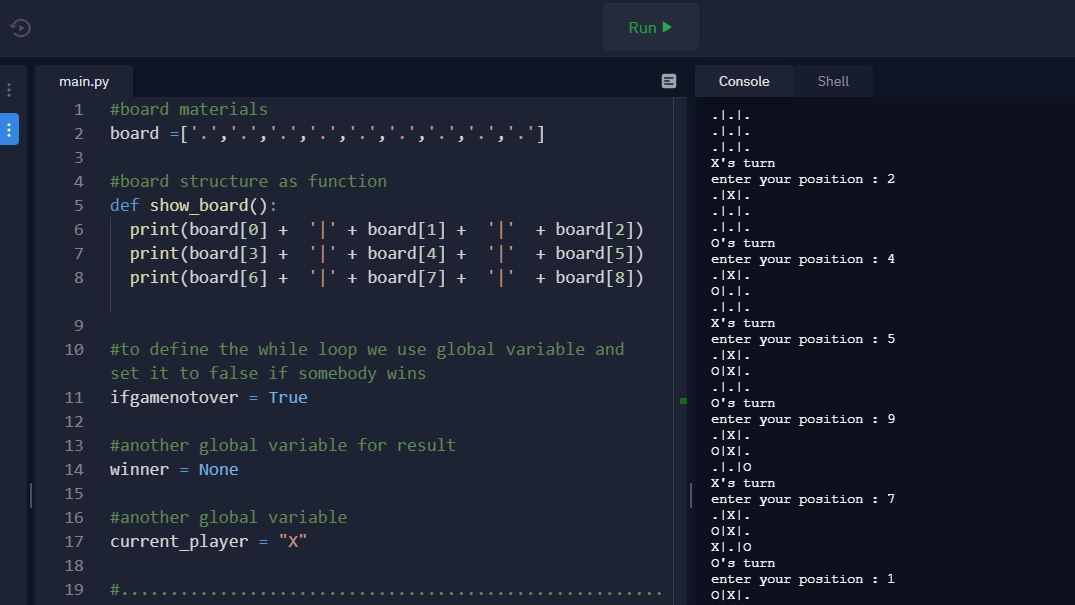 Run
main.py
Console
Shell
1 #board materials
2 board =['.','.','.','.','.','.','.','.','.']
3
4 #board structure as function
5 def show_board():
6 print(board[0] + '|' + board[1] + '|' + board[2])
7 print(board[3] + '|' + board[4] + '|' + board[5])
8 print(board[6] + '|' + board[7] + '|' + board[8])
9
10 #to define the while loop we use global variable and
set it to false if somebody wins
11 ifgamenotover = True
12
13 #another global variable for result
14 winner = None
15
16 #another global variable
17 current_player = "X"
18
19 #......................................................
.|.|.
.|.|.
.|.|.
X's turn
enter your position : 2
.|X|.
.|.|.
.|.|.
O's turn
enter your position : 4
.|X|.
O|.|.
.|.|.
X's turn
enter your position : 5
.|X|.
O|X|.
.|.|.
O's turn
enter your position : 9
.|X|.
O|X|.
.|.|O
X's turn
enter your position : 7
.|X|.
O|X|.
X|.|O
O's turn
enter your position : 1
O|X|.